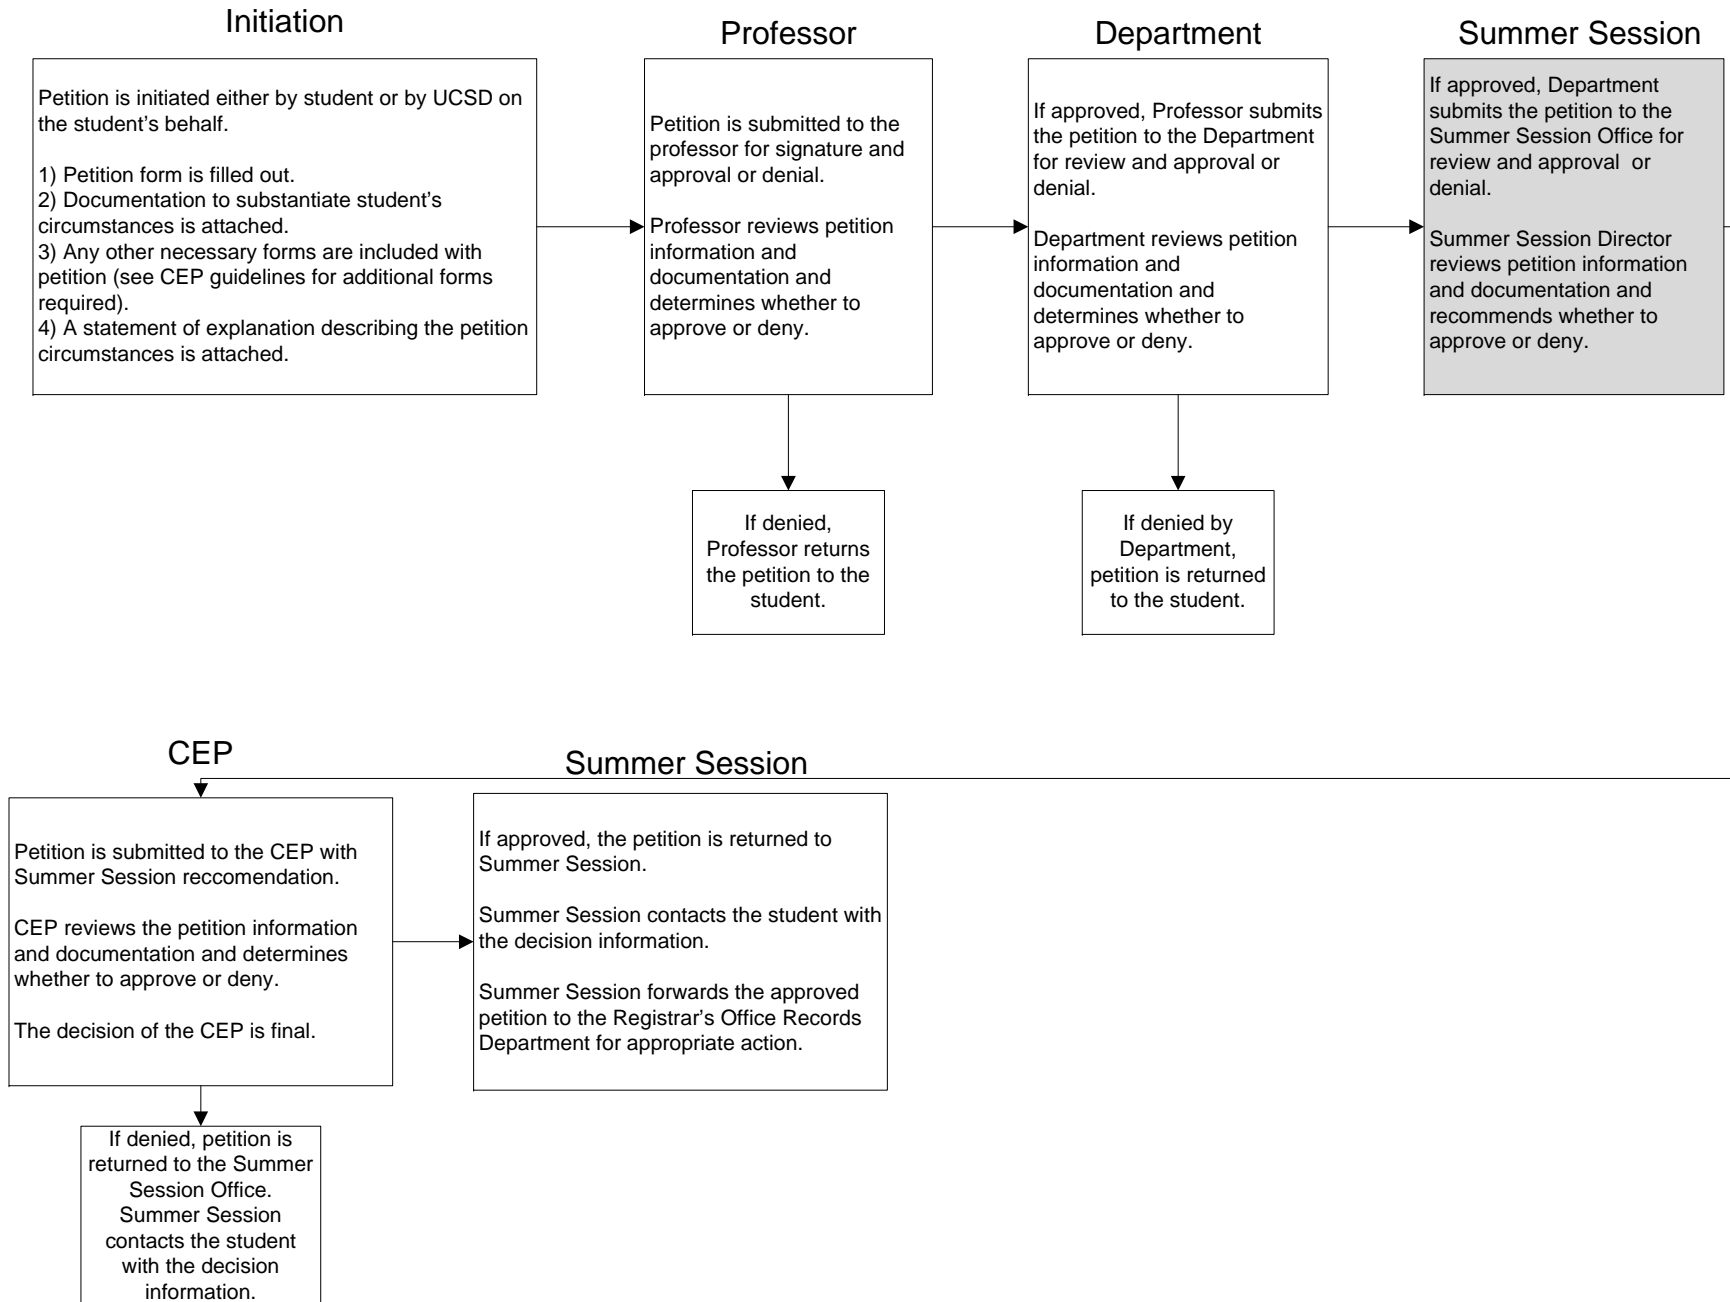 Initiation
Petition is initiated either by student or by UCSD on
the student’s behalf.
1) Petition form is filled out.
2) Documentation to substantiate student’s
circumstances is attached.
3) Any other necessary forms are included with
petition (see CEP guidelines for additional forms
required).
4) A statement of explanation describing the petition
circumstances is attached.
Professor
Petition is submitted to the
professor for signature and
approval or denial.
Professor reviews petition
information and
documentation and
determines whether to
approve or deny.
If denied,
Professor returns
the petition to the
student.
Department
If approved, Professor submits
the petition to the Department
for review and approval or
denial.
Department reviews petition
information and
documentation and
determines whether to
approve or deny.
If denied by
Department,
petition is returned
to the student.
Summer Session
If approved, Department
submits the petition to the
Summer Session Office for
review and approval  or
denial.
Summer Session Director
reviews petition information
and documentation and
recommends whether to
approve or deny.
CEP
Petition is submitted to the CEP with
Summer Session reccomendation.
CEP reviews the petition information
and documentation and determines
whether to approve or deny.
The decision of the CEP is final.
If denied, petition is
returned to the Summer
Session Office.
Summer Session
contacts the student
with the decision
information.
Summer Session
If approved, the petition is returned to
Summer Session.
Summer Session contacts the student with
the decision information.
Summer Session forwards the approved
petition to the Registrar’s Office Records
Department for appropriate action.